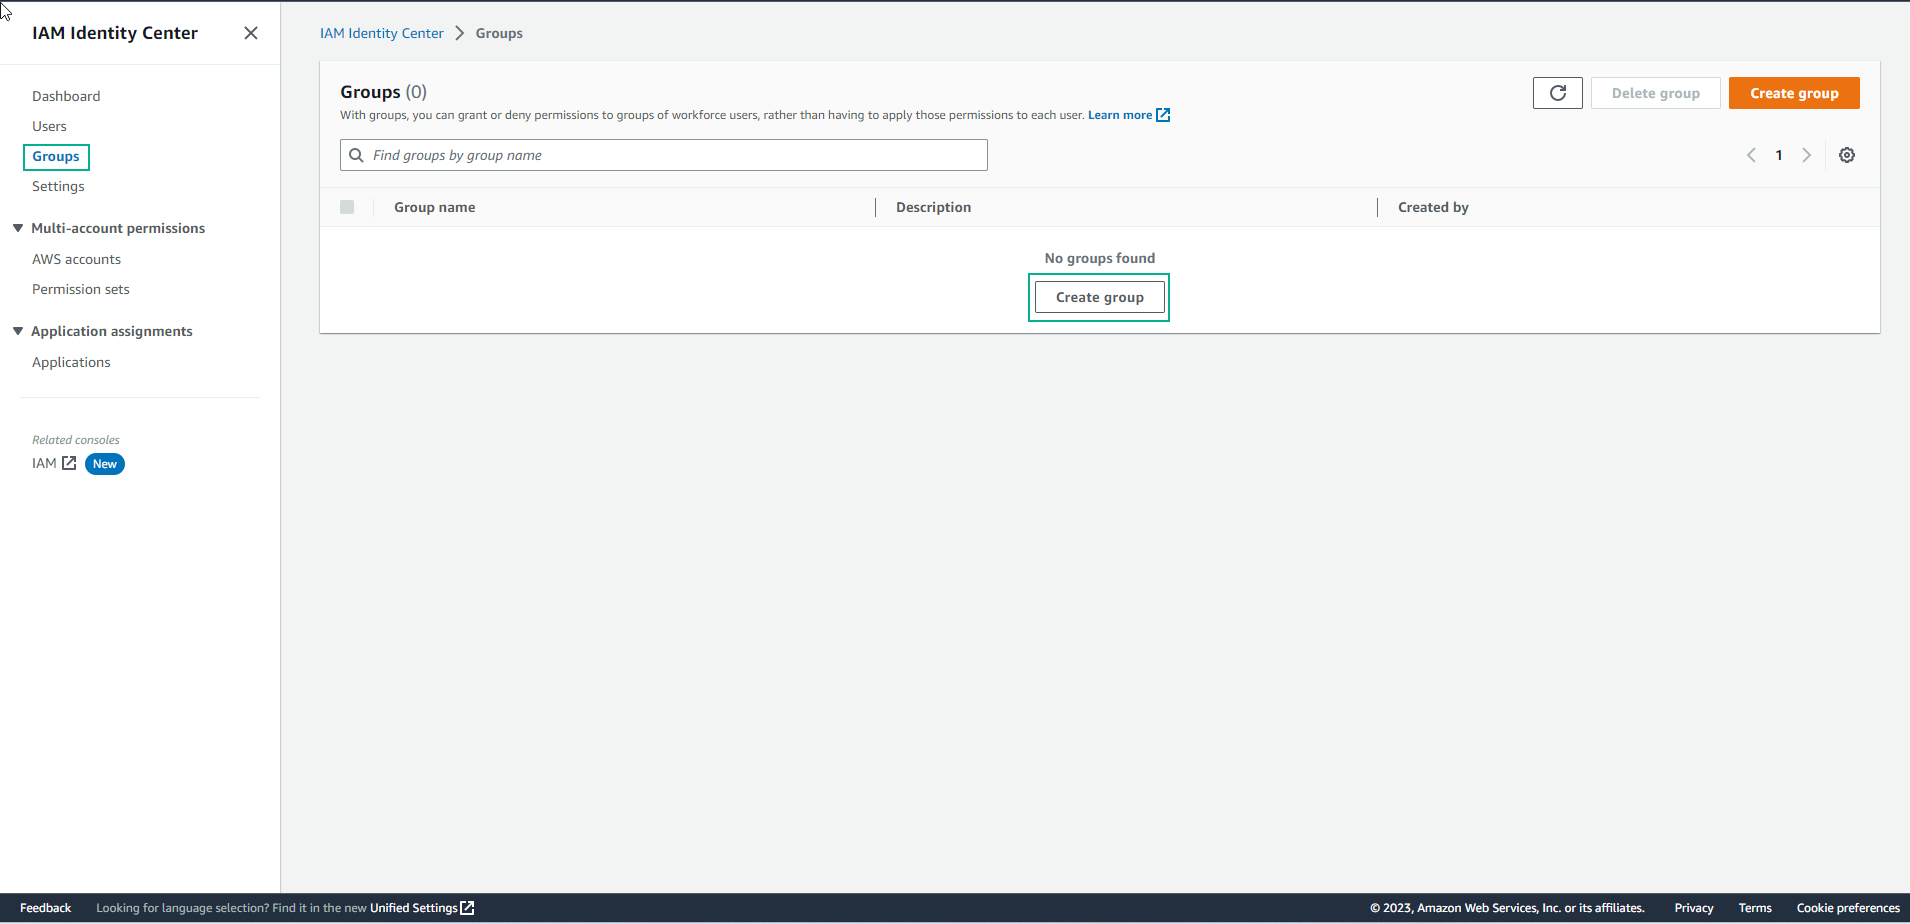 IAM Identity Center
Dashboard
Users
Groups
Settings
Multi-account permissions
AWS accounts
Permission sets
Application assignments
Applications
Related consoles
IAM New
IAM Identity Center > Groups
Groups (0)
With groups, you can grant or deny permissions to groups of workforce users, rather than having to apply those permissions to each user. Learn more
Delete group
Create group
Find groups by group name
1
Group name Description Created by
No groups found
Create group
Feedback Looking for language selection? Find it in the new Unified Settings © 2023, Amazon Web Services, Inc. or its affiliates. Privacy Terms Cookie preferences